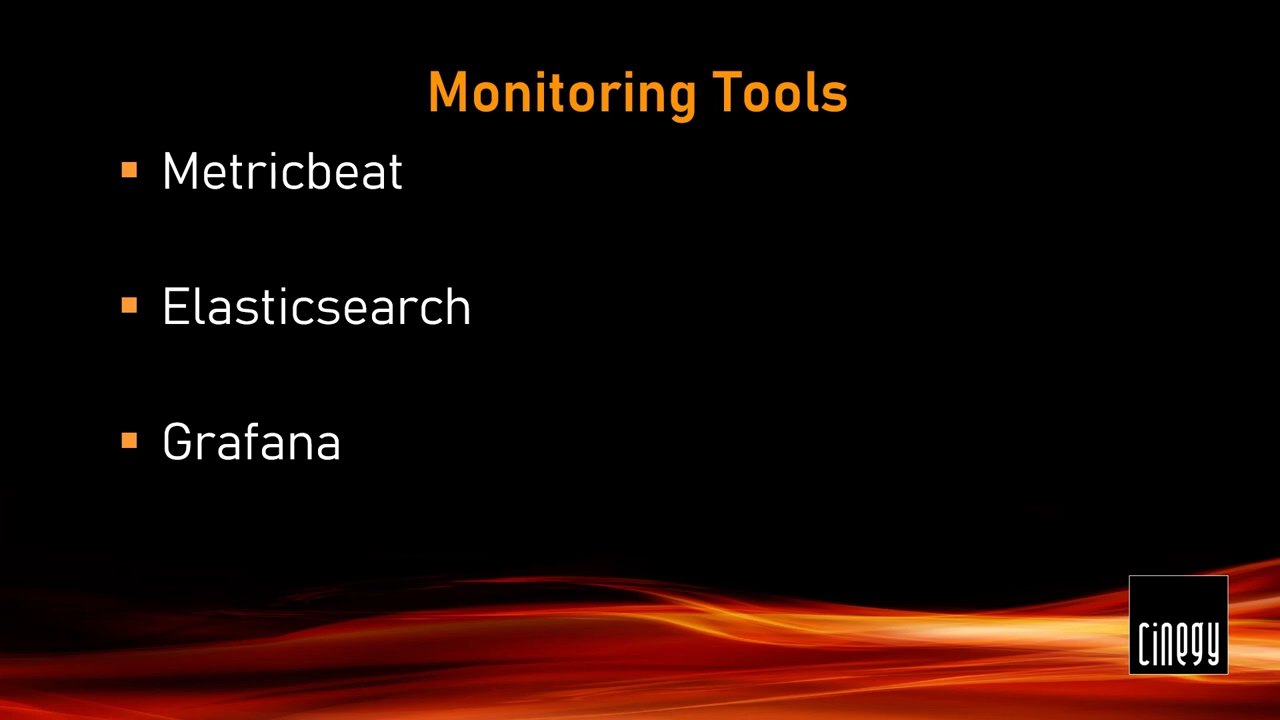 Monitoring Tools
Metricbeat
Elasticsearch
Grafana
cinegy